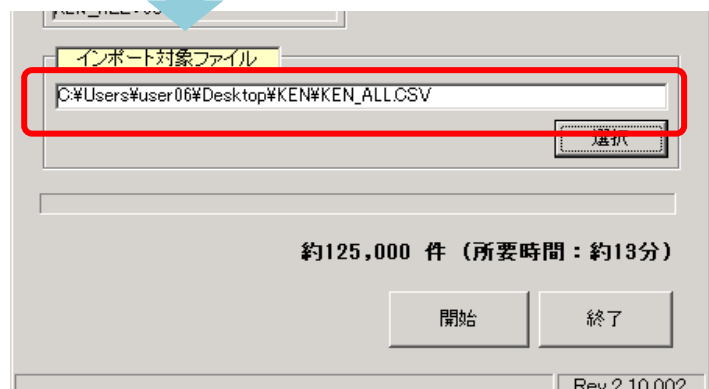 インポート対象ファイル
C:¥Users¥user06¥Desktop¥KEN¥KEN_ALL.CSV
選択
約125,000 件 (所要時間：約13分)
開始
終了
Rev.2.10.002